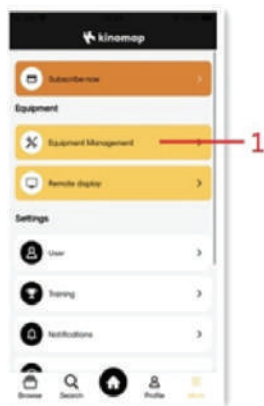 kinomap
Subscribe now
Equipment
Equipment Management
1
Remote display
Settings
User
Training
Notifications
Browse
Search
Profile
More